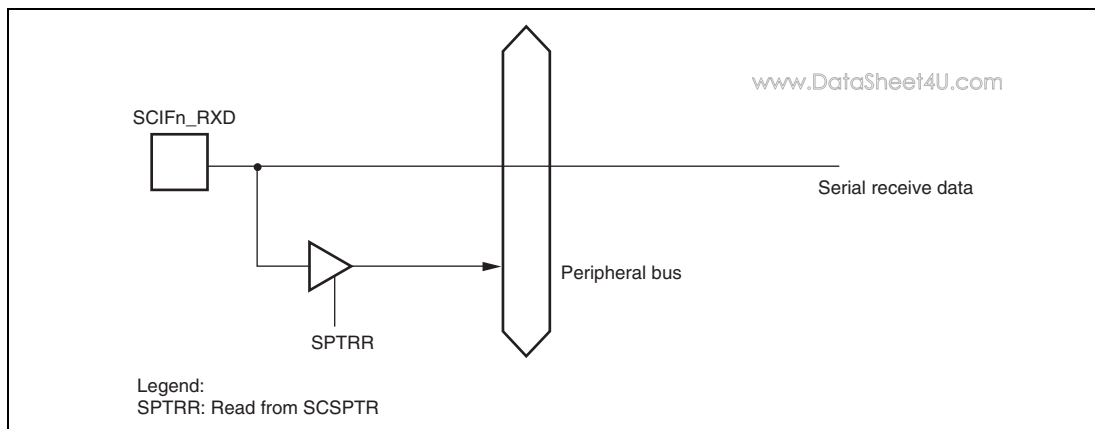 www.DataSheet4U.com
SCIFn_RXD
Serial receive data
Peripheral bus
SPTRR
Legend:
SPTRR: Read from SCSPTR